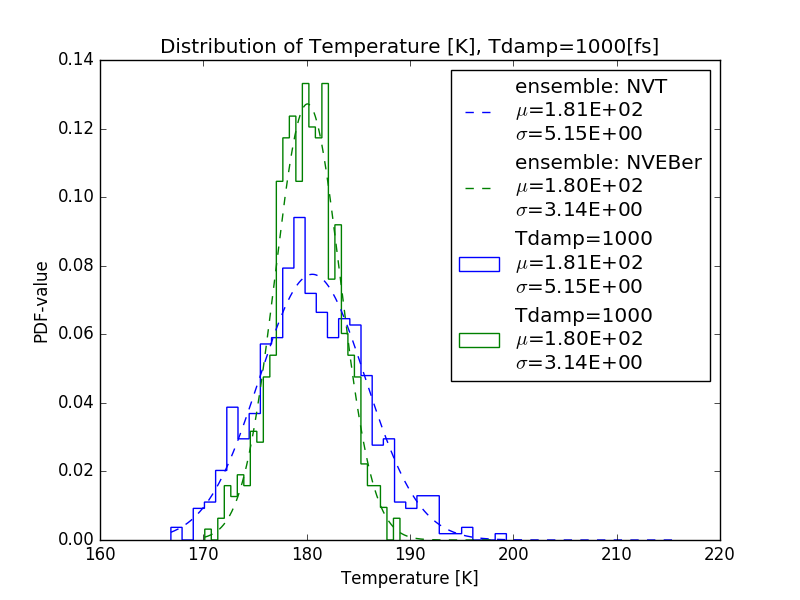 Distribution of Temperature [K], Tdamp=1000[fs]
0.14
0.12
0.10
0.08
0.06
0.04
0.02
0.00
PDF-value
160
170
180
190
200
210
220
Temperature [K]
ensemble: NVT
μ=1.81E+02
σ=5.15E+00
ensemble: NVEBer
μ=1.80E+02
σ=3.14E+00
Tdamp=1000
μ=1.81E+02
σ=5.15E+00
Tdamp=1000
μ=1.80E+02
σ=3.14E+00